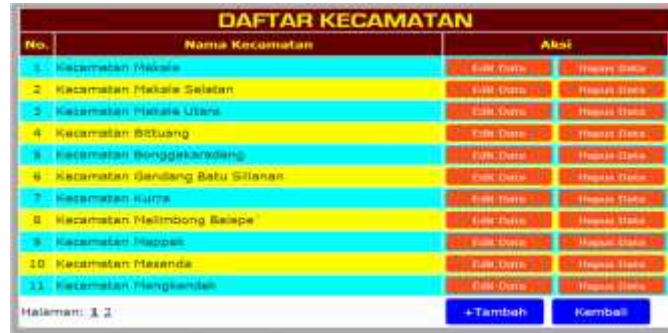 DAFTAR KECAMATAN
No. Nama Kecamatan Aksi
1 Kecamatan Makale Edit Data Hapus Data
2 Kecamatan Makale Selatan Edit Data Hapus Data
3 Kecamatan Makale Utara Edit Data Hapus Data
4 Kecamatan Bittuang Edit Data Hapus Data
5 Kecamatan Bonggakaradeng Edit Data Hapus Data
6 Kecamatan Gandang Batu Sillanan Edit Data Hapus Data
7 Kecamatan Kurra Edit Data Hapus Data
8 Kecamatan Malimbong Balepe' Edit Data Hapus Data
9 Kecamatan Mappak Edit Data Hapus Data
10 Kecamatan Masanda Edit Data Hapus Data
11 Kecamatan Mengkendek Edit Data Hapus Data
Halaman: 1 2 +Tambah Kembali